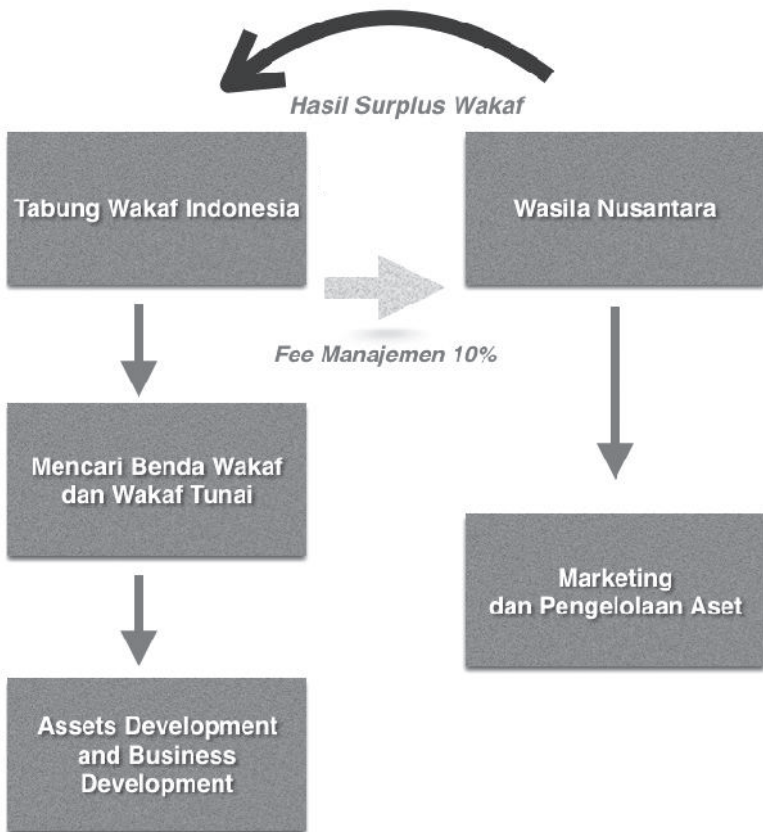 Hasil Surplus Wakaf
Tabung Wakaf Indonesia
Wasila Nusantara
Fee Manajemen 10%
Mencari Benda Wakaf
dan Wakaf Tunai
Marketing
dan Pengelolaan Aset
Assets Development
and Business
Development